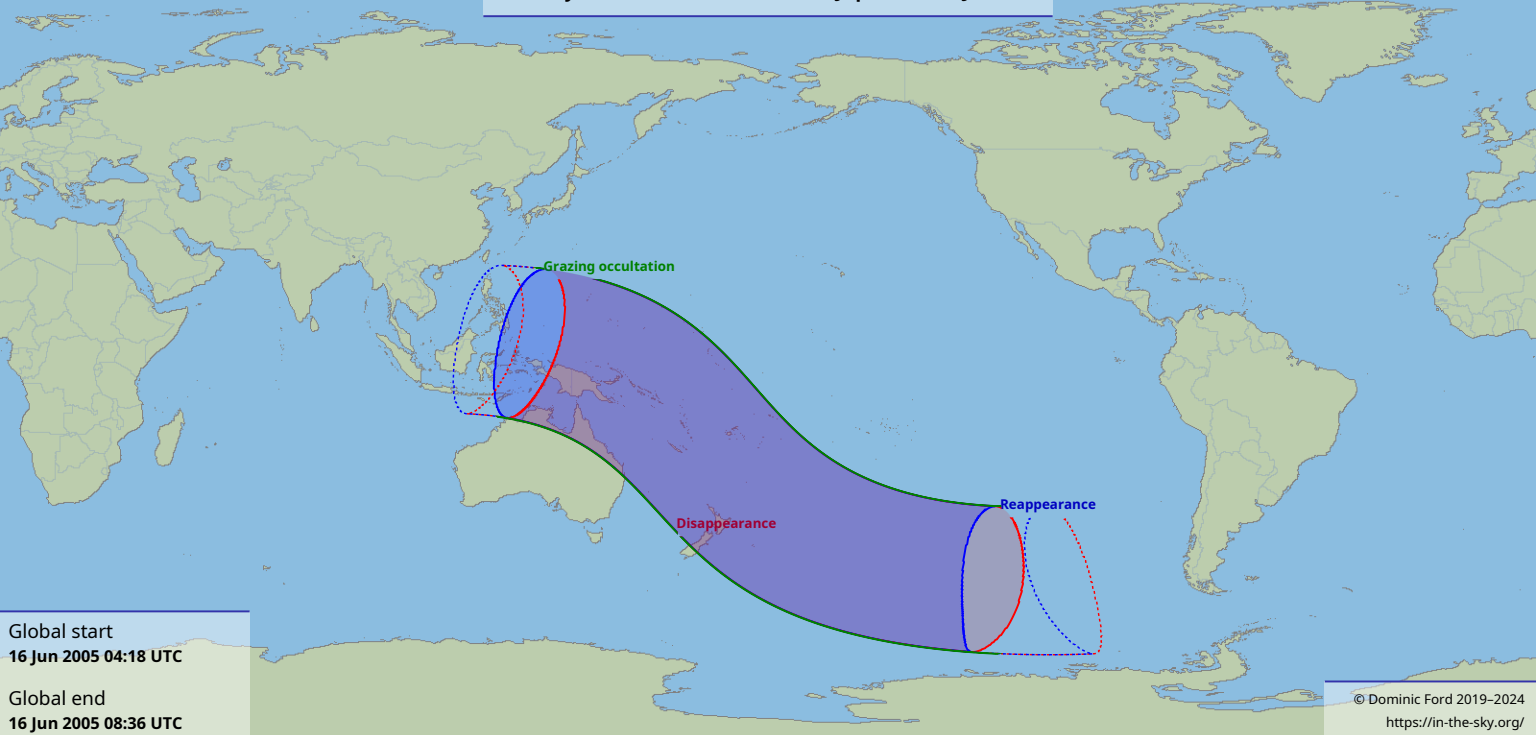 Grazing occultation
Reappearance
Disappearance
Global start
16 Jun 2005 04:18 UTC
Global end
16 Jun 2005 08:36 UTC
© Dominic Ford 2019–2024
https://in-the-sky.org/